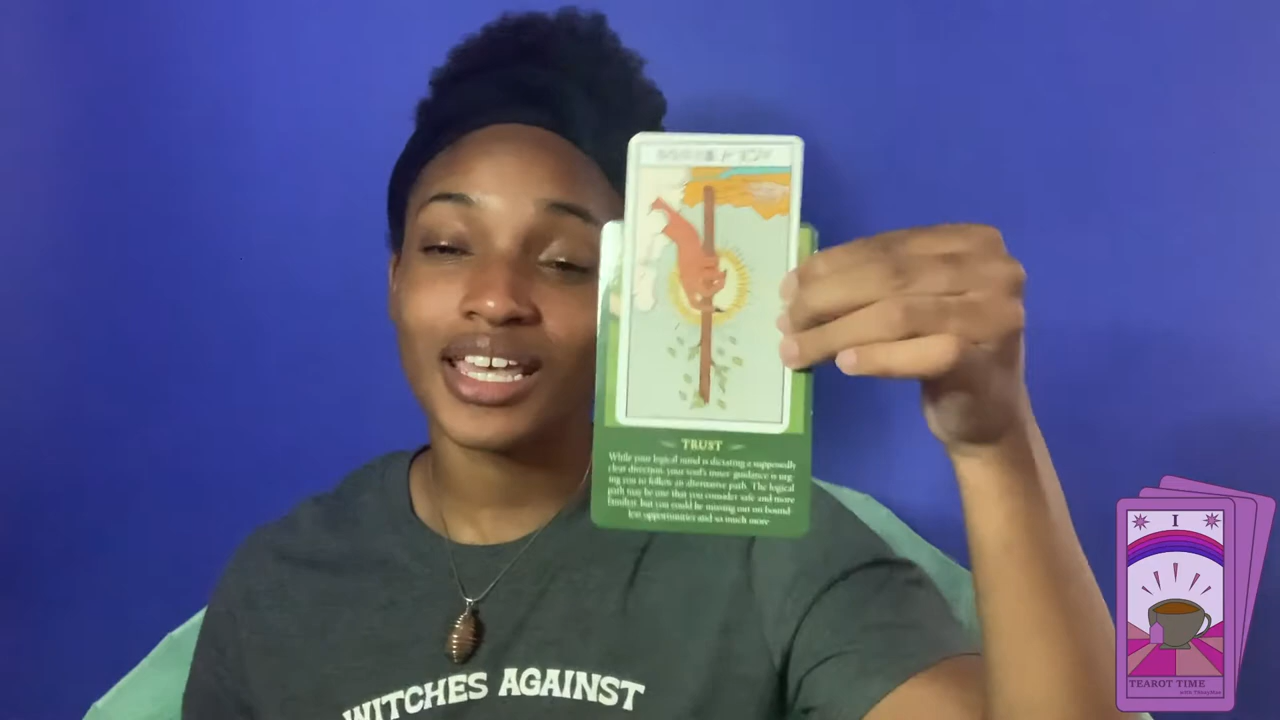 TRUST
While your logical mind is dictating a supposedly
clear direction, your soul's inner guidance is urg-
ing you to follow an alternative path. The logical
path may be one that you consider safe and more
familiar, but you could be missing out on bound-
less opportunities and so much more
WITCHES AGAINST
I
TEAROT TIME